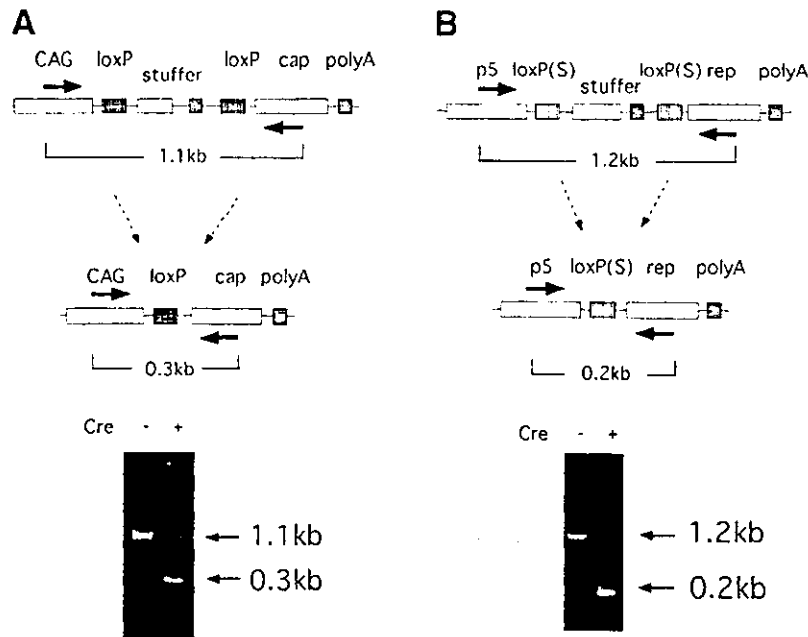 A
CAG loxP stuffer loxP cap polyA
1.1kb
CAG loxP cap polyA
0.3kb
Cre - +
1.1kb
0.3kb
B
p5 loxP(S) stuffer loxP(S) rep polyA
1.2kb
p5 loxP(S) rep polyA
0.2kb
Cre - +
1.2kb
0.2kb